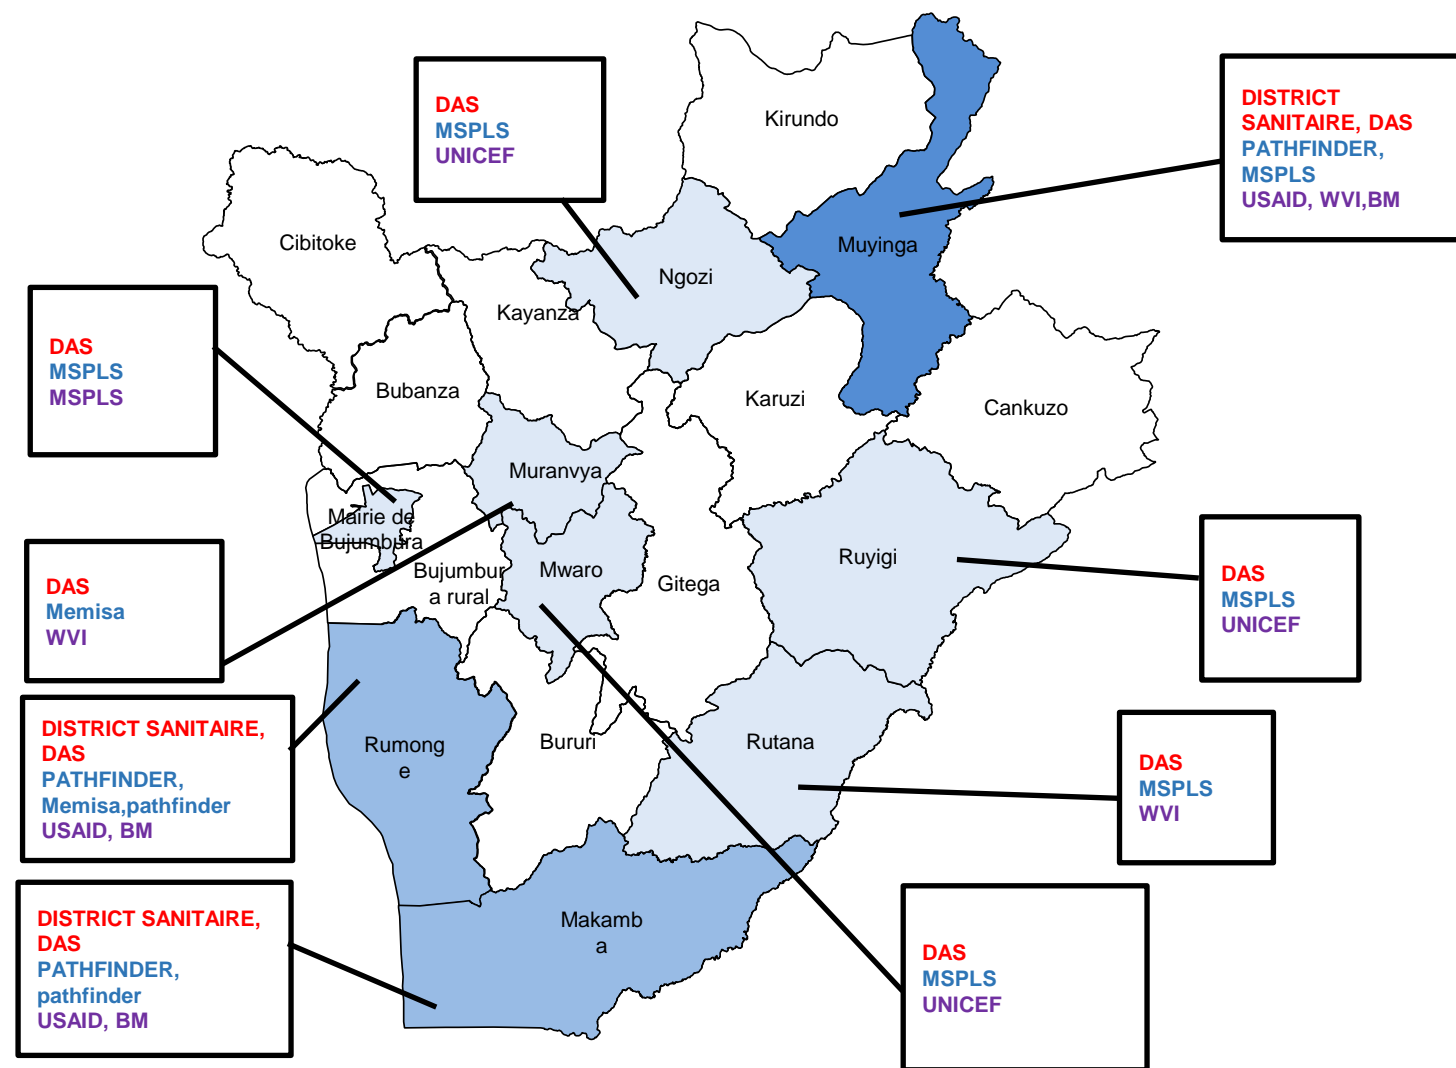 DAS
MSPLS
UNICEF
DISTRICT
SANITAIRE, DAS
PATHFINDER,
MSPLS
USAID, WVI,BM
Kirundo
Cibitoke
Muyinga
Ngozi
Kayanza
DAS
MSPLS
MSPLS
Bubanza
Karuzi
Cankuzo
Muranvya
Mairie de
Bujumbura
Bujumbur
a rural
Mwaro
Gitega
Ruyigi
DAS
Memisa
WVI
DAS
MSPLS
UNICEF
DISTRICT SANITAIRE,
DAS
PATHFINDER,
Memisa,pathfinder
USAID, BM
Rumong
e
Bururi
Rutana
DAS
MSPLS
WVI
DISTRICT SANITAIRE,
DAS
PATHFINDER,
pathfinder
USAID, BM
Makamb
a
DAS
MSPLS
UNICEF